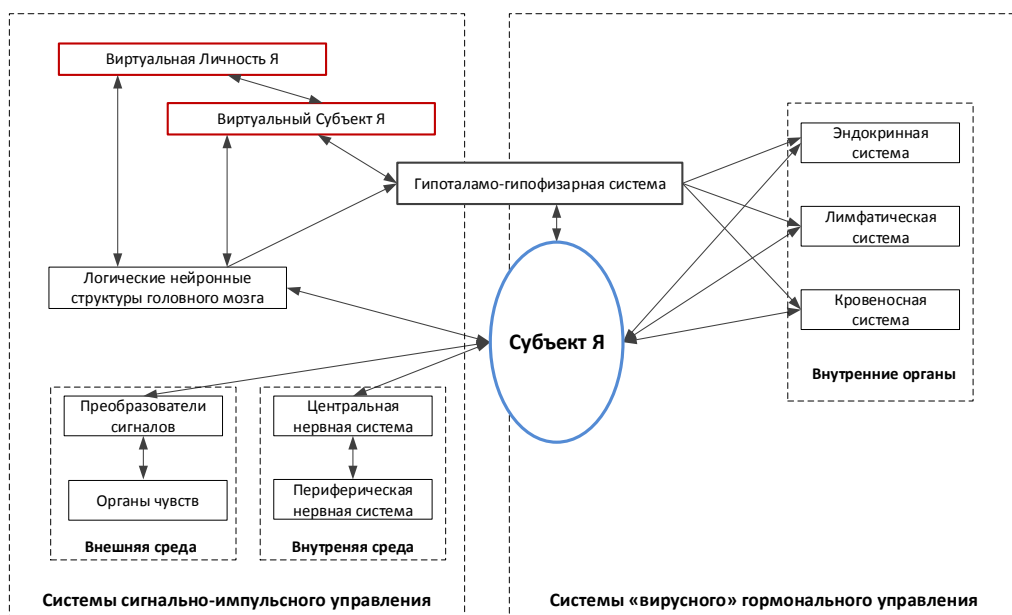 Виртуальная Личность Я
Виртуальный Субъект Я
Гипоталамо-гипофизарная система
Эндокринная
система
Лимфатическая
система
Кровеносная
система
Внутренние органы
Логические нейронные
структуры головного мозга
Субъект Я
Преобразователи
сигналов
Органы чувств
Внешняя среда
Центральная
нервная система
Периферическая
нервная система
Внутреняя среда
Системы сигнально-импульсного управления
Системы «вирусного» гормонального управления